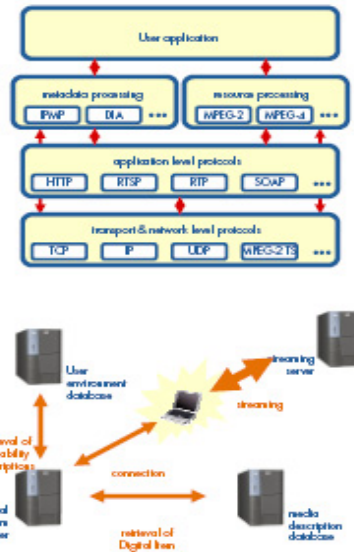 User application
metadata processing
resource processing
IPMP DIA •••
MPEG-2 MPEG-4 •••
application level protocols
HTTP RTSP RTP SOAP •••
transport & network level protocols
TCP IP UDP MPEG-2 TS •••
User
environment
database
streaming
server
streaming
connection
retrieval of
Digital Item
media
description
database